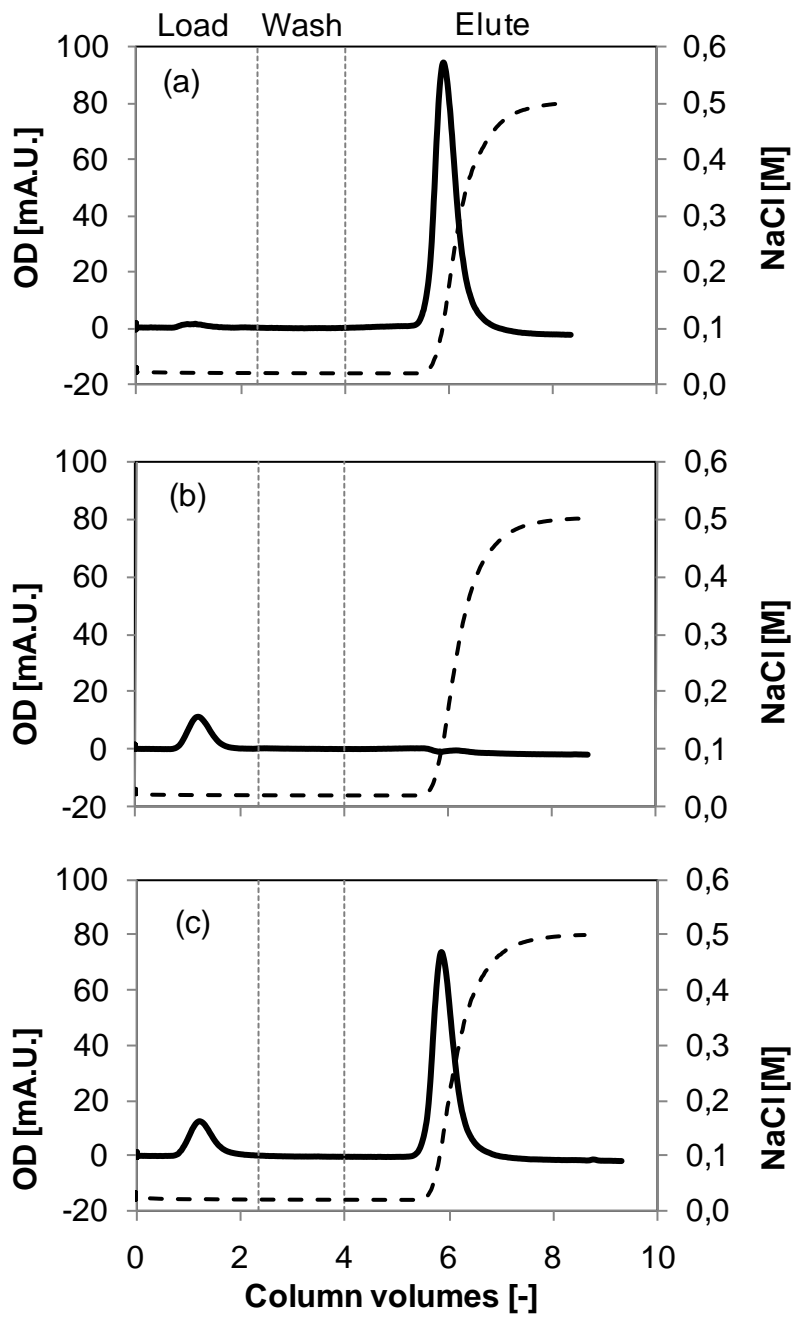 Load Wash Elute
100 0,6
(a)
80 0,5
60 0,4
40 0,3
20 0,2
0 0,1
-20 0,0
OD [mA.U.]
NaCl [M]
100 0,6
(b)
80 0,5
60 0,4
40 0,3
20 0,2
0 0,1
-20 0,0
OD [mA.U.]
NaCl [M]
100 0,6
(c)
80 0,5
60 0,4
40 0,3
20 0,2
0 0,1
-20 0,0
OD [mA.U.]
NaCl [M]
0 2 4 6 8 10
Column volumes [-]